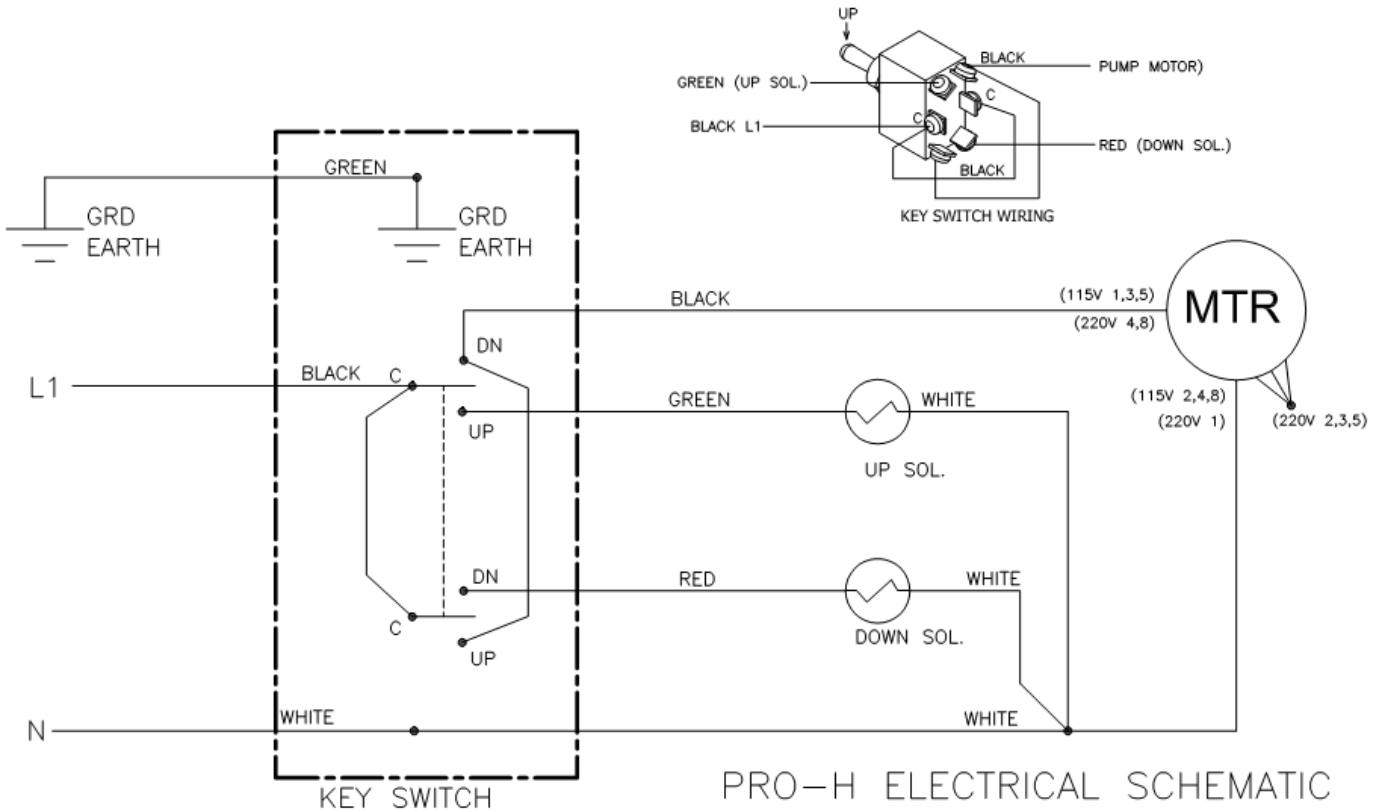 UP
BLACK
PUMP MOTOR)
GREEN (UP SOL.)
C
BLACK L1
C
RED (DOWN SOL.)
BLACK
KEY SWITCH WIRING
GREEN
GRD
EARTH
GRD
EARTH
BLACK
(115V 1,3,5)
(220V 4,8)
MTR
DN
L1
BLACK
C
GREEN
WHITE
(115V 2,4,8)
(220V 1)
(220V 2,3,5)
UP
UP SOL.
DN
RED
WHITE
C
DOWN SOL.
UP
N
WHITE
WHITE
KEY SWITCH
PRO-H ELECTRICAL SCHEMATIC